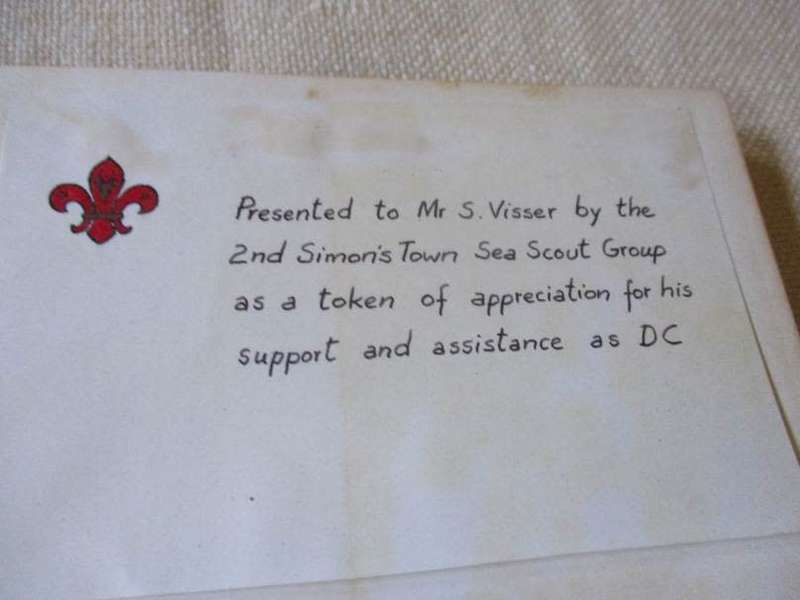 Presented to Mr S. Visser by the
2nd Simon's Town Sea Scout Group
as a token of appreciation for his
support and assistance as DC